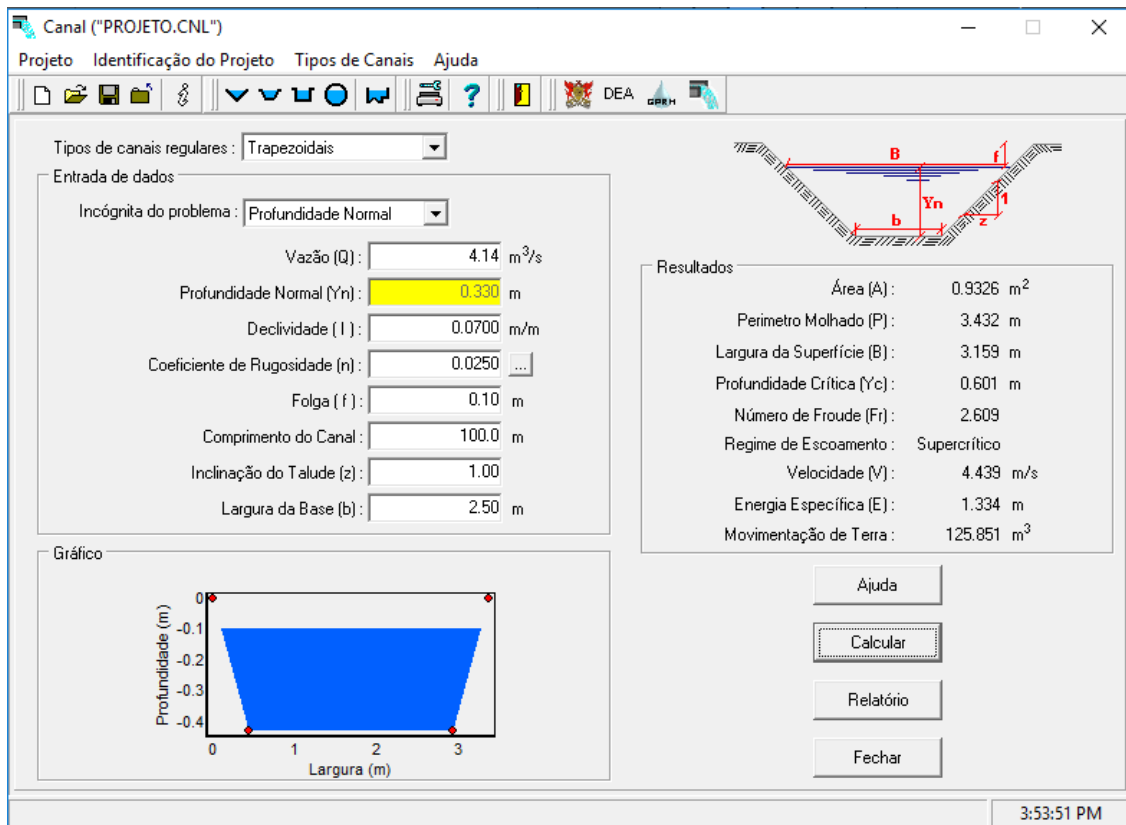 Canal ("PROJETO.CNL")
Projeto Identificação do Projeto Tipos de Canais Ajuda
DEA GPRH
Tipos de canais regulares : Trapezoidais
Entrada de dados
Incógnita do problema : Profundidade Normal
Vazão (Q) : 4.14 m³/s
Profundidade Normal (Yn) : 0.330 m
Declividade ( I ) : 0.0700 m/m
Coeficiente de Rugosidade (n) : 0.0250 ...
Folga ( f ) : 0.10 m
Comprimento do Canal : 100.0 m
Inclinação do Talude (z) : 1.00
Largura da Base (b) : 2.50 m
B f
Yn 1
b z
Resultados
Área (A) : 0.9326 m²
Perimetro Molhado (P) : 3.432 m
Largura da Superfície (B) : 3.159 m
Profundidade Crítica (Yc) : 0.601 m
Número de Froude (Fr) : 2.609
Regime de Escoamento : Supercrítico
Velocidade (V) : 4.439 m/s
Energia Específica (E) : 1.334 m
Movimentação de Terra : 125.851 m³
Gráfico
Profundidade (m)
0
-0.1
-0.2
-0.3
-0.4
0 1 2 3
Largura (m)
Ajuda
Calcular
Relatório
Fechar
3:53:51 PM